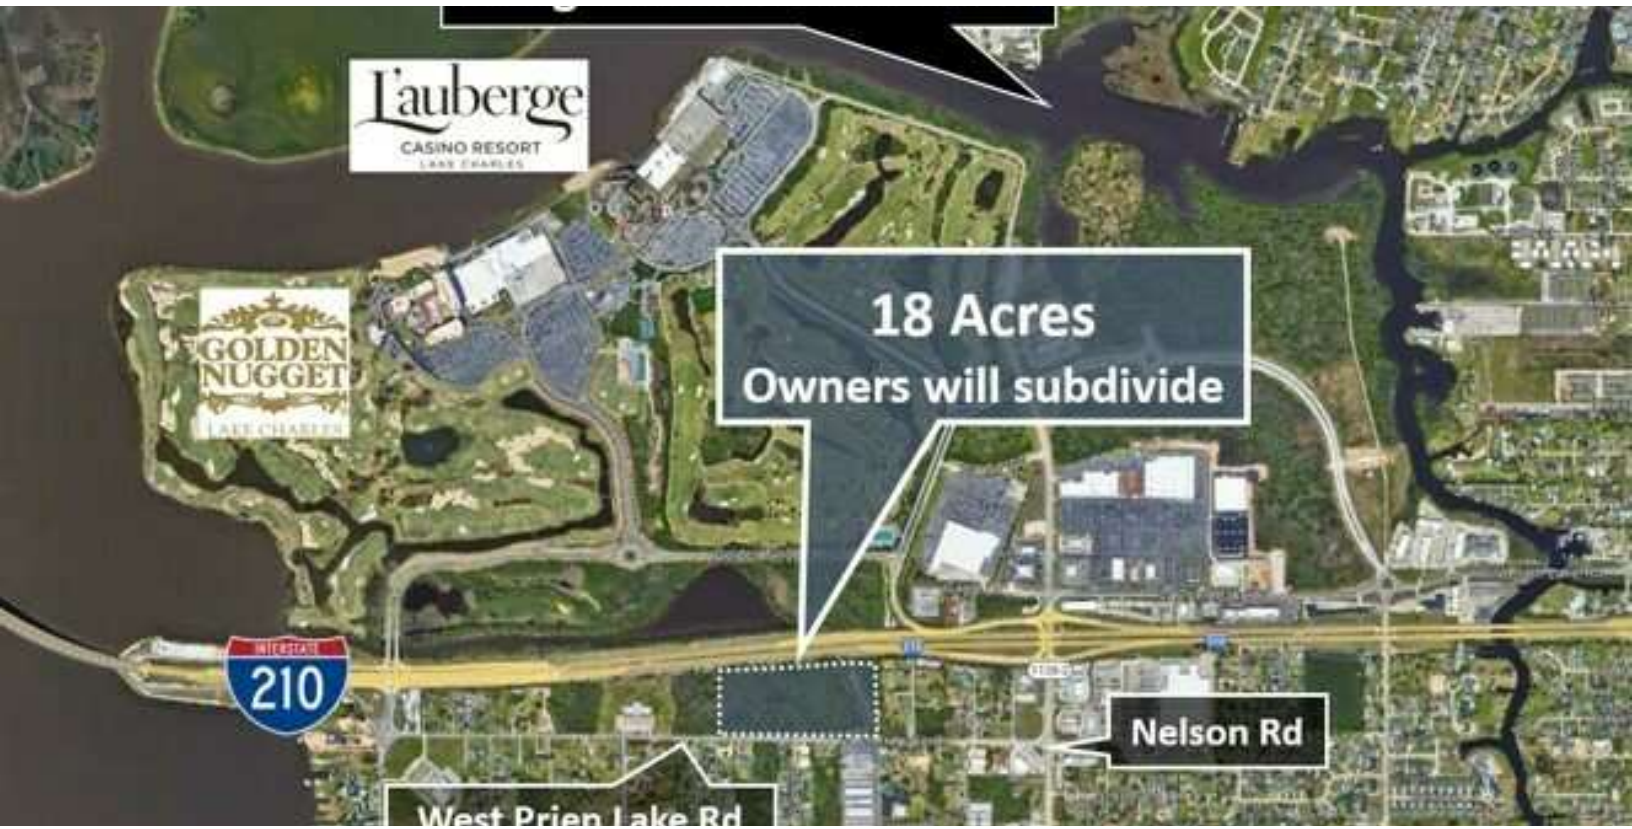 L'auberge
CASINO RESORT
LAKE CHARLES
18 Acres
Owners will subdivide
GOLDEN
NUGGET
LAKE CHARLES
INTERSTATE
210
Nelson Rd
West Prien Lake Rd